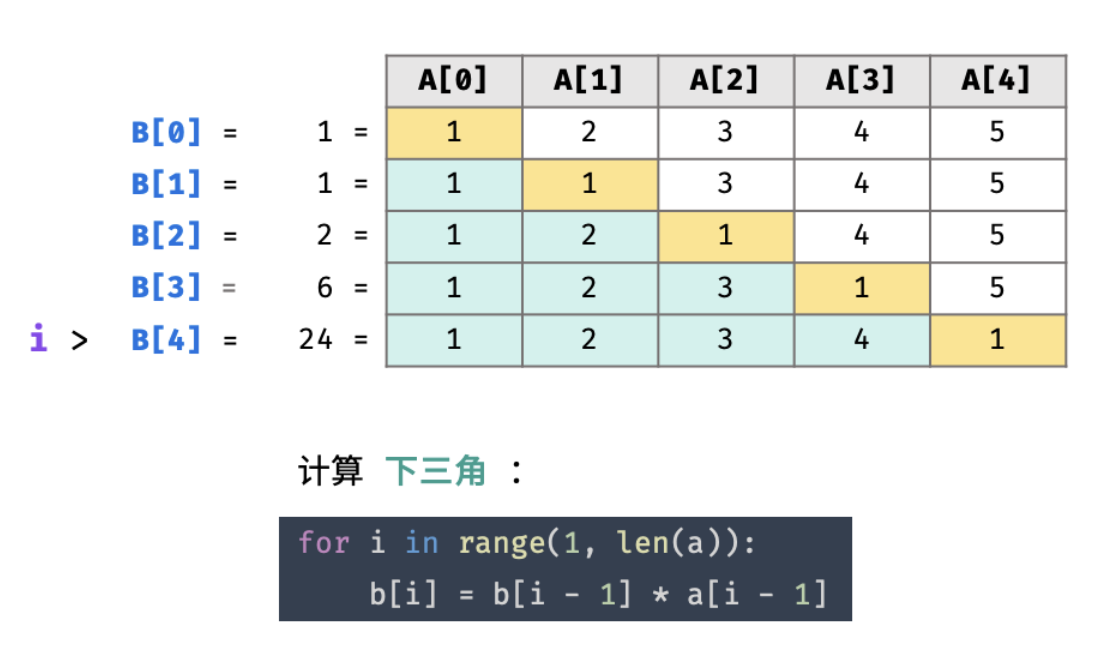 A[0] A[1] A[2] A[3] A[4]
B[0] = 1 = 1 2 3 4 5
B[1] = 1 = 1 1 3 4 5
B[2] = 2 = 1 2 1 4 5
B[3] = 6 = 1 2 3 1 5
i > B[4] = 24 = 1 2 3 4 1
计算 下三角 ：
for i in range(1, len(a)):
    b[i] = b[i - 1] * a[i - 1]